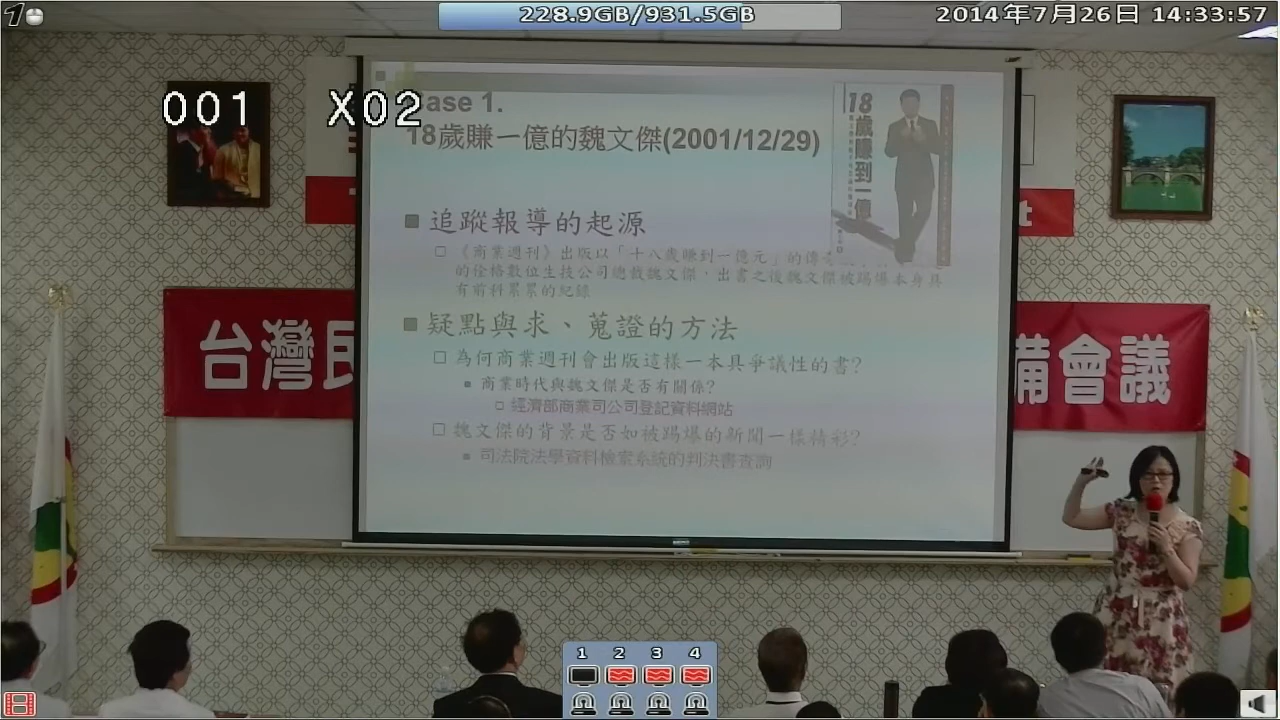 228.9GB/931.5GB
2014年7月26日 14:33:57
001 X02
ase 1.
18歲賺一億的魏文傑(2001/12/29)
18歲賺到一億
追蹤報導的起源
《商業週刊》出版以「十八歲賺到一億元」的傳奇
的徐格數位生技公司總裁魏文傑,出書之後魏文傑被踢爆本身具
有前科累累的紀錄
疑點與求、蒐證的方法
為何商業週刊會出版這樣一本具爭議性的書?
商業時代與魏文傑是否有關係?
經濟部商業司公司登記資料網站
魏文傑的背景是否如被踢爆的新聞一樣精彩?
司法院法學資料檢索系統的判決書查詢
t
台灣民
備會議
1 2 3 4